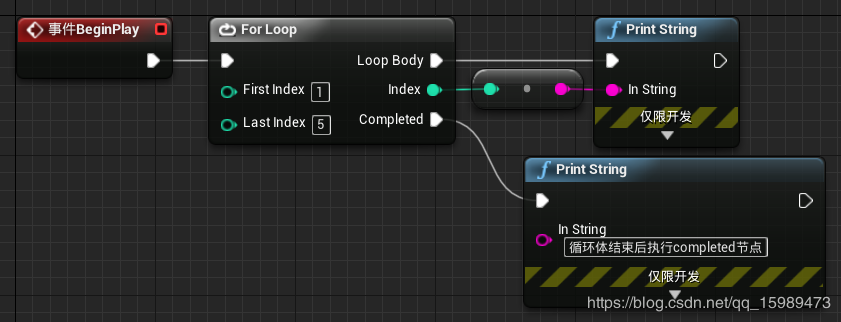 事件BeginPlay
For Loop
Loop Body
First Index 1
Index
Last Index 5
Completed
Print String
In String
仅限开发
Print String
In String
循环体结束后执行completed节点
仅限开发
https://blog.csdn.net/qq_15989473